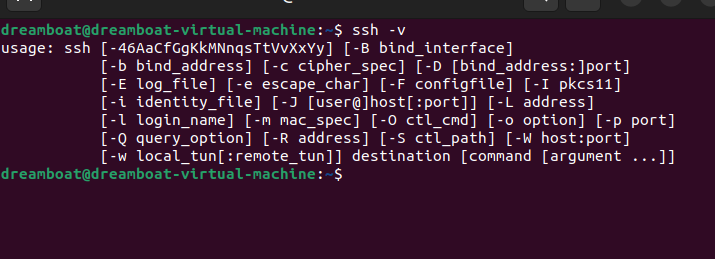 dreamboat@dreamboat-virtual-machine:~$ ssh -v
usage: ssh [-46AaCfGgKkMNnqsTtVvXxYy] [-B bind_interface]
           [-b bind_address] [-c cipher_spec] [-D [bind_address:]port]
           [-E log_file] [-e escape_char] [-F configfile] [-I pkcs11]
           [-i identity_file] [-J [user@]host[:port]] [-L address]
           [-l login_name] [-m mac_spec] [-O ctl_cmd] [-o option] [-p port]
           [-Q query_option] [-R address] [-S ctl_path] [-W host:port]
           [-w local_tun[:remote_tun]] destination [command [argument ...]]
dreamboat@dreamboat-virtual-machine:~$